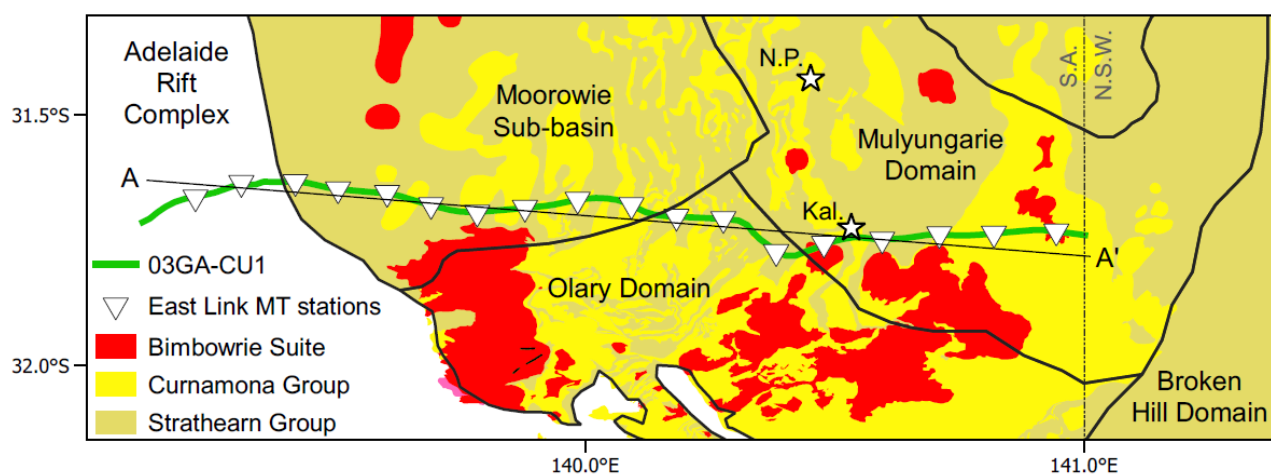 Adelaide
Rift
Complex
31.5°S
A
Moorowie
Sub-basin
N.P.
S.A.
N.S.W.
Mulyungarie
Domain
Kal.
A'
03GA-CU1
East Link MT stations
Bimbowrie Suite
Curnamona Group
Strathearn Group
Olary Domain
32.0°S
Broken
Hill Domain
140.0°E
141.0°E